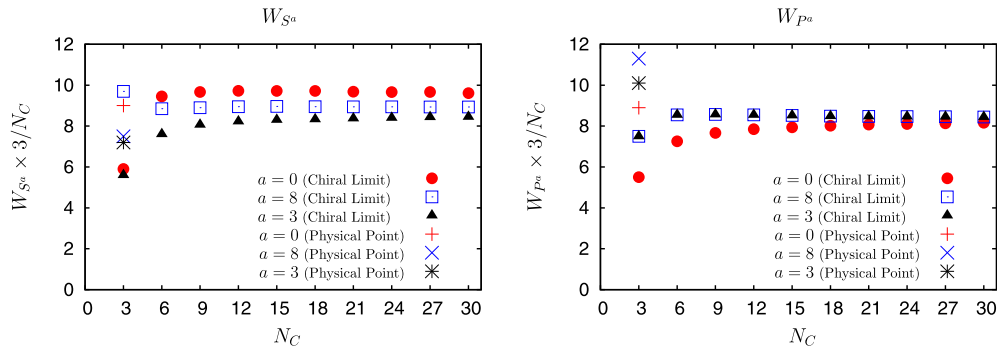 W_{S^a}
W_{S^a} × 3/N_C
12
10
8
6
4
2
0
a = 0 (Chiral Limit)
a = 8 (Chiral Limit)
a = 3 (Chiral Limit)
a = 0 (Physical Point)
a = 8 (Physical Point)
a = 3 (Physical Point)
0 3 6 9 12 15 18 21 24 27 30
N_C
W_{P^a}
W_{P^a} × 3/N_C
12
10
8
6
4
2
0
a = 0 (Chiral Limit)
a = 8 (Chiral Limit)
a = 3 (Chiral Limit)
a = 0 (Physical Point)
a = 8 (Physical Point)
a = 3 (Physical Point)
0 3 6 9 12 15 18 21 24 27 30
N_C